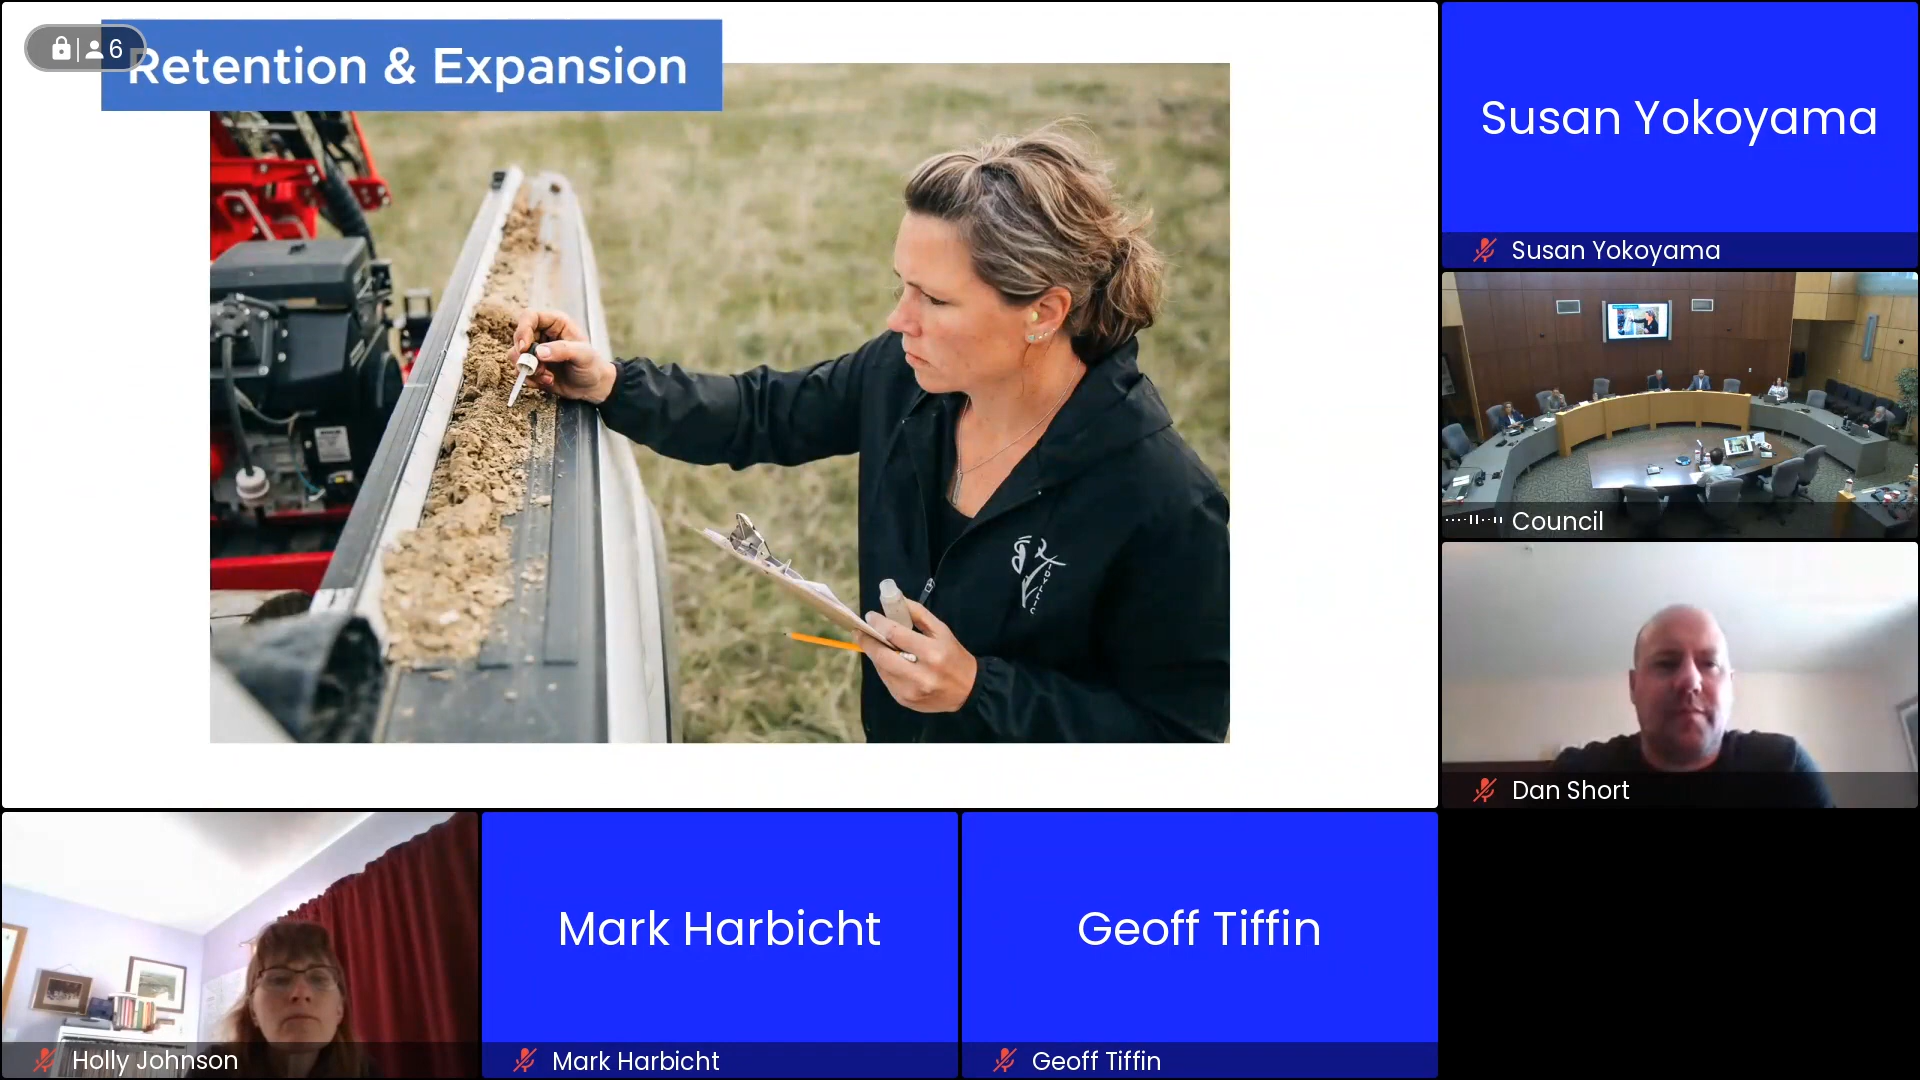 6
Retention & Expansion
IDYLLIC
Susan Yokoyama
Susan Yokoyama
Council
Dan Short
Holly Johnson
Mark Harbicht
Mark Harbicht
Geoff Tiffin
Geoff Tiffin